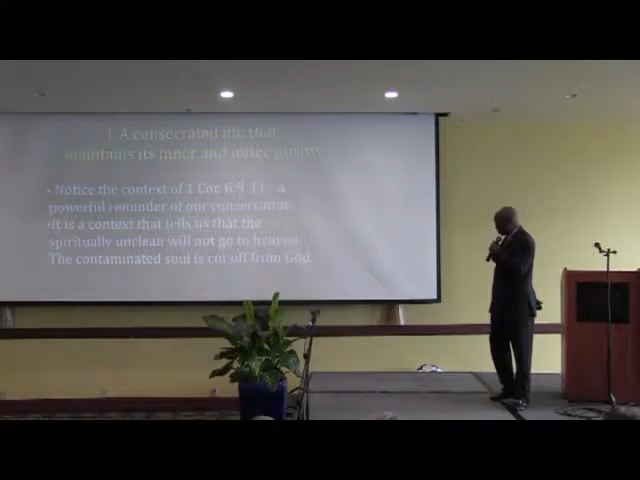 1 A consecrated life that
maintains its inner and outer purity
• Notice the context of 1 Cor. 6:9-11 – a
powerful reminder of our consecration.
•It is a context that tells us that the
spiritually unclean will not go to heaven.
The contaminated soul is cut off from God.